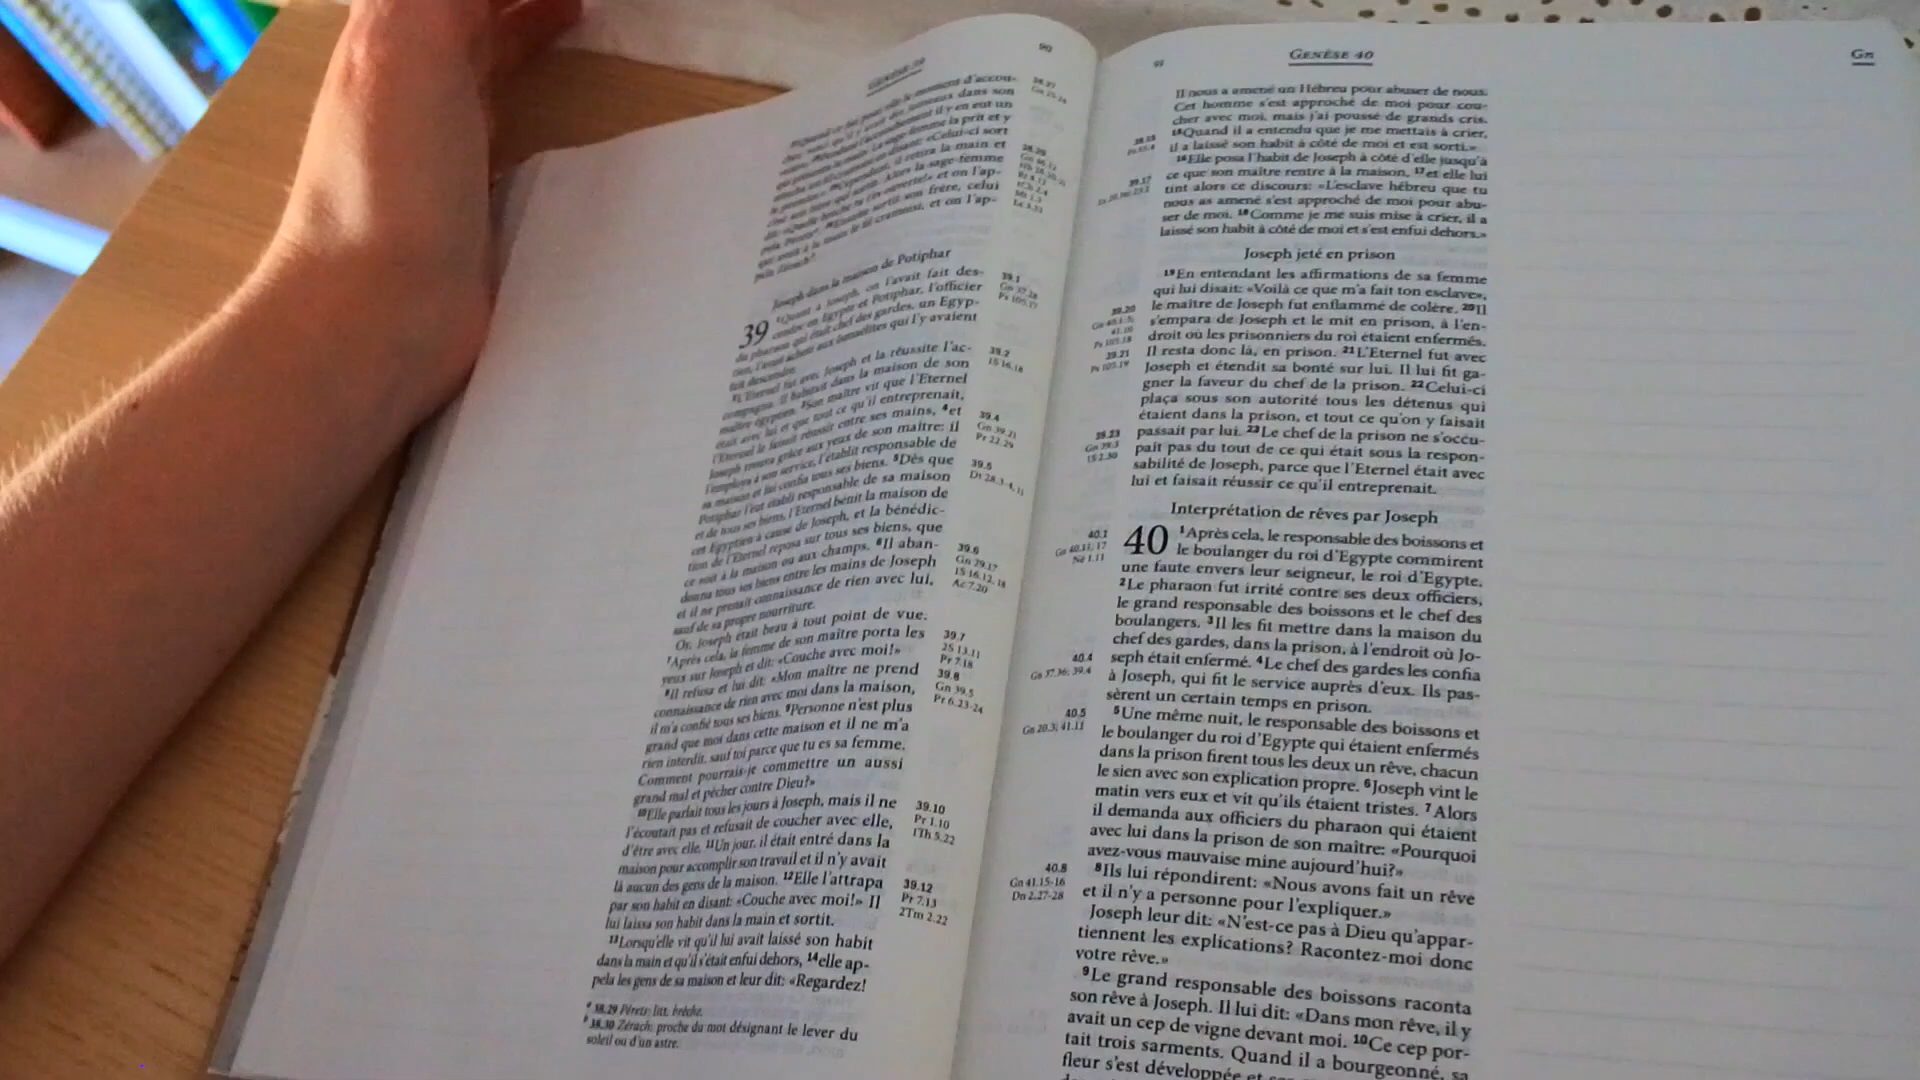 GENÈSE 39
90
39.1
Gn 37.28
Ps 105.17
Joseph dans la maison de Potiphar
39 ¹Quant à Joseph, on l'avait fait des-
cendre en Egypte et Potiphar, l'officier
du pharaon qui était chef des gardes, un Egyp-
tien, l'avait acheté aux Ismaélites qui l'y avaient
fait descendre.
²L'Eternel fut avec Joseph et la réussite l'ac-
compagna. Il habitait dans la maison de son
maître égyptien. ³Son maître vit que l'Eternel
était avec lui et que tout ce qu'il entreprenait,
l'Eternel le faisait réussir entre ses mains, ⁴et
Joseph trouva grâce aux yeux de son maître: il
l'employa à son service, l'établit responsable de
sa maison et lui confia tous ses biens. ⁵Dès que
Potiphar l'eut établi responsable de sa maison
et de tous ses biens, l'Eternel bénit la maison de
cet Egyptien à cause de Joseph, et la bénédic-
tion de l'Eternel reposa sur tous ses biens, que
ce soit à la maison ou aux champs. ⁶Il aban-
donna tous ses biens entre les mains de Joseph
et il ne prenait connaissance de rien avec lui,
sauf de sa propre nourriture.
Or, Joseph était beau à tout point de vue.
⁷Après cela, la femme de son maître porta les
yeux sur Joseph et dit: «Couche avec moi!»
⁸Il refusa et lui dit: «Mon maître ne prend
connaissance de rien avec moi dans la maison,
il m'a confié tous ses biens. ⁹Personne n'est plus
grand que moi dans cette maison et il ne m'a
rien interdit, sauf toi parce que tu es sa femme.
Comment pourrais-je commettre un aussi
grand mal et pécher contre Dieu?»
¹⁰Elle parlait tous les jours à Joseph, mais il ne
l'écoutait pas et refusait de coucher avec elle,
d'être avec elle. ¹¹Un jour, il était entré dans la
maison pour accomplir son travail et il n'y avait
là aucun des gens de la maison. ¹²Elle l'attrapa
par son habit en disant: «Couche avec moi!» Il
lui laissa son habit dans la main et sortit.
¹³Lorsqu'elle vit qu'il lui avait laissé son habit
dans la main et qu'il s'était enfui dehors, ¹⁴elle ap-
pela les gens de sa maison et leur dit: «Regardez!
39.2
1S 16.18
39.4
Gn 39.21
Pr 22.29
39.5
Dt 28.3-4, 11
39.6
Gn 29.17
1S 16.12, 18
Ac 7.20
39.7
2S 13.11
Pr 7.18
39.8
Gn 39.5
Pr 6.23-24
39.10
Pr 1.10
1Th 5.22
39.12
Pr 7.13
2Tm 2.22
38.29 Pérets: litt. brèche.
38.30 Zérach: proche du mot désignant le lever du
soleil ou d'un astre.
91
GENÈSE 40
Gn
Il nous a amené un Hébreu pour abuser de nous.
Cet homme s'est approché de moi pour cou-
cher avec moi, mais j'ai poussé de grands cris.
¹⁵Quand il a entendu que je me mettais à crier,
il a laissé son habit à côté de moi et est sorti.»
¹⁶Elle posa l'habit de Joseph à côté d'elle jusqu'à
ce que son maître rentre à la maison, ¹⁷et elle lui
tint alors ce discours: «L'esclave hébreu que tu
nous as amené s'est approché de moi pour abu-
ser de moi. ¹⁸Comme je me suis mise à crier, il a
laissé son habit à côté de moi et s'est enfui dehors.»
Joseph jeté en prison
¹⁹En entendant les affirmations de sa femme
qui lui disait: «Voilà ce que m'a fait ton esclave»,
le maître de Joseph fut enflammé de colère. ²⁰Il
s'empara de Joseph et le mit en prison, à l'en-
droit où les prisonniers du roi étaient enfermés.
Il resta donc là, en prison. ²¹L'Eternel fut avec
Joseph et étendit sa bonté sur lui. Il lui fit ga-
gner la faveur du chef de la prison. ²²Celui-ci
plaça sous son autorité tous les détenus qui
étaient dans la prison, et tout ce qu'on y faisait
passait par lui. ²³Le chef de la prison ne s'occu-
pait pas du tout de ce qui était sous la respon-
sabilité de Joseph, parce que l'Eternel était avec
lui et faisait réussir ce qu'il entreprenait.
Interprétation de rêves par Joseph
40 ¹Après cela, le responsable des boissons et
le boulanger du roi d'Egypte commirent
une faute envers leur seigneur, le roi d'Egypte.
²Le pharaon fut irrité contre ses deux officiers,
le grand responsable des boissons et le chef des
boulangers. ³Il les fit mettre dans la maison du
chef des gardes, dans la prison, à l'endroit où Jo-
seph était enfermé. ⁴Le chef des gardes les confia
à Joseph, qui fit le service auprès d'eux. Ils pas-
sèrent un certain temps en prison.
⁵Une même nuit, le responsable des boissons et
le boulanger du roi d'Egypte qui étaient enfermés
dans la prison firent tous les deux un rêve, chacun
le sien avec son explication propre. ⁶Joseph vint le
matin vers eux et vit qu'ils étaient tristes. ⁷Alors
il demanda aux officiers du pharaon qui étaient
avec lui dans la prison de son maître: «Pourquoi
avez-vous mauvaise mine aujourd'hui?»
⁸Ils lui répondirent: «Nous avons fait un rêve
et il n'y a personne pour l'expliquer.»
Joseph leur dit: «N'est-ce pas à Dieu qu'appar-
tiennent les explications? Racontez-moi donc
votre rêve.»
⁹Le grand responsable des boissons raconta
son rêve à Joseph. Il lui dit: «Dans mon rêve, il y
avait un cep de vigne devant moi. ¹⁰Ce cep por-
tait trois sarments. Quand il a bourgeonné, sa
fleur s'est développée et
39.15
39.17
39.20
Gn 40.1-5;
41.10
Ps 105.18
39.21
Ps 105.19
39.23
Gn 39.3
1S 2.30
40.1
Gn 40.11; 17
Né 1.11
40.4
Gn 37.36; 39.4
40.5
Gn 20.3; 41.11
40.8
Gn 41.15-16
Dn 2.27-28